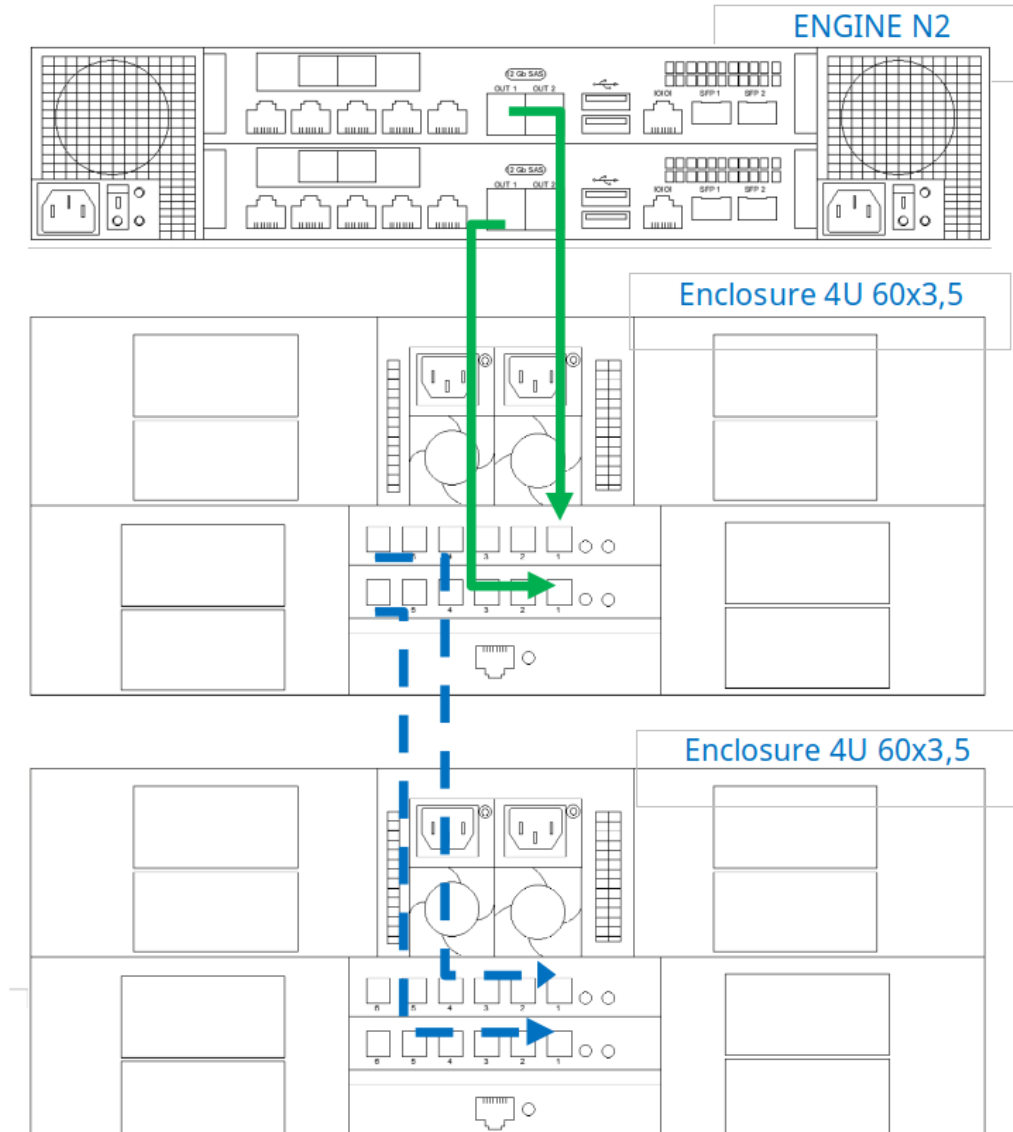 ENGINE N2
12 Gb SAS
OUT 1 OUT 2
IOIOI SFP 1 SFP 2
12 Gb SAS
OUT 1 OUT 2
IOIOI SFP 1 SFP 2
Enclosure 4U 60x3,5
5 3 2 1
5 4 3 2 1
Enclosure 4U 60x3,5
6 5 4 3 2 1
6 5 4 3 2 1